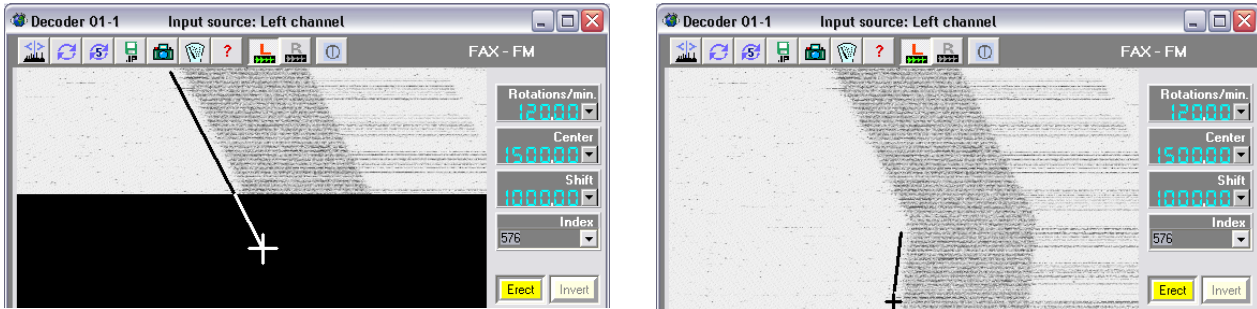 Decoder 01-1 Input source: Left channel
.IP ? L R FAX - FM
Rotations/min.
120.00
Center
1500.00
Shift
1000.00
Index
576
Erect Invert
Decoder 01-1 Input source: Left channel
.IP ? L R FAX - FM
Rotations/min.
120.00
Center
1500.00
Shift
1000.00
Index
576
Erect Invert